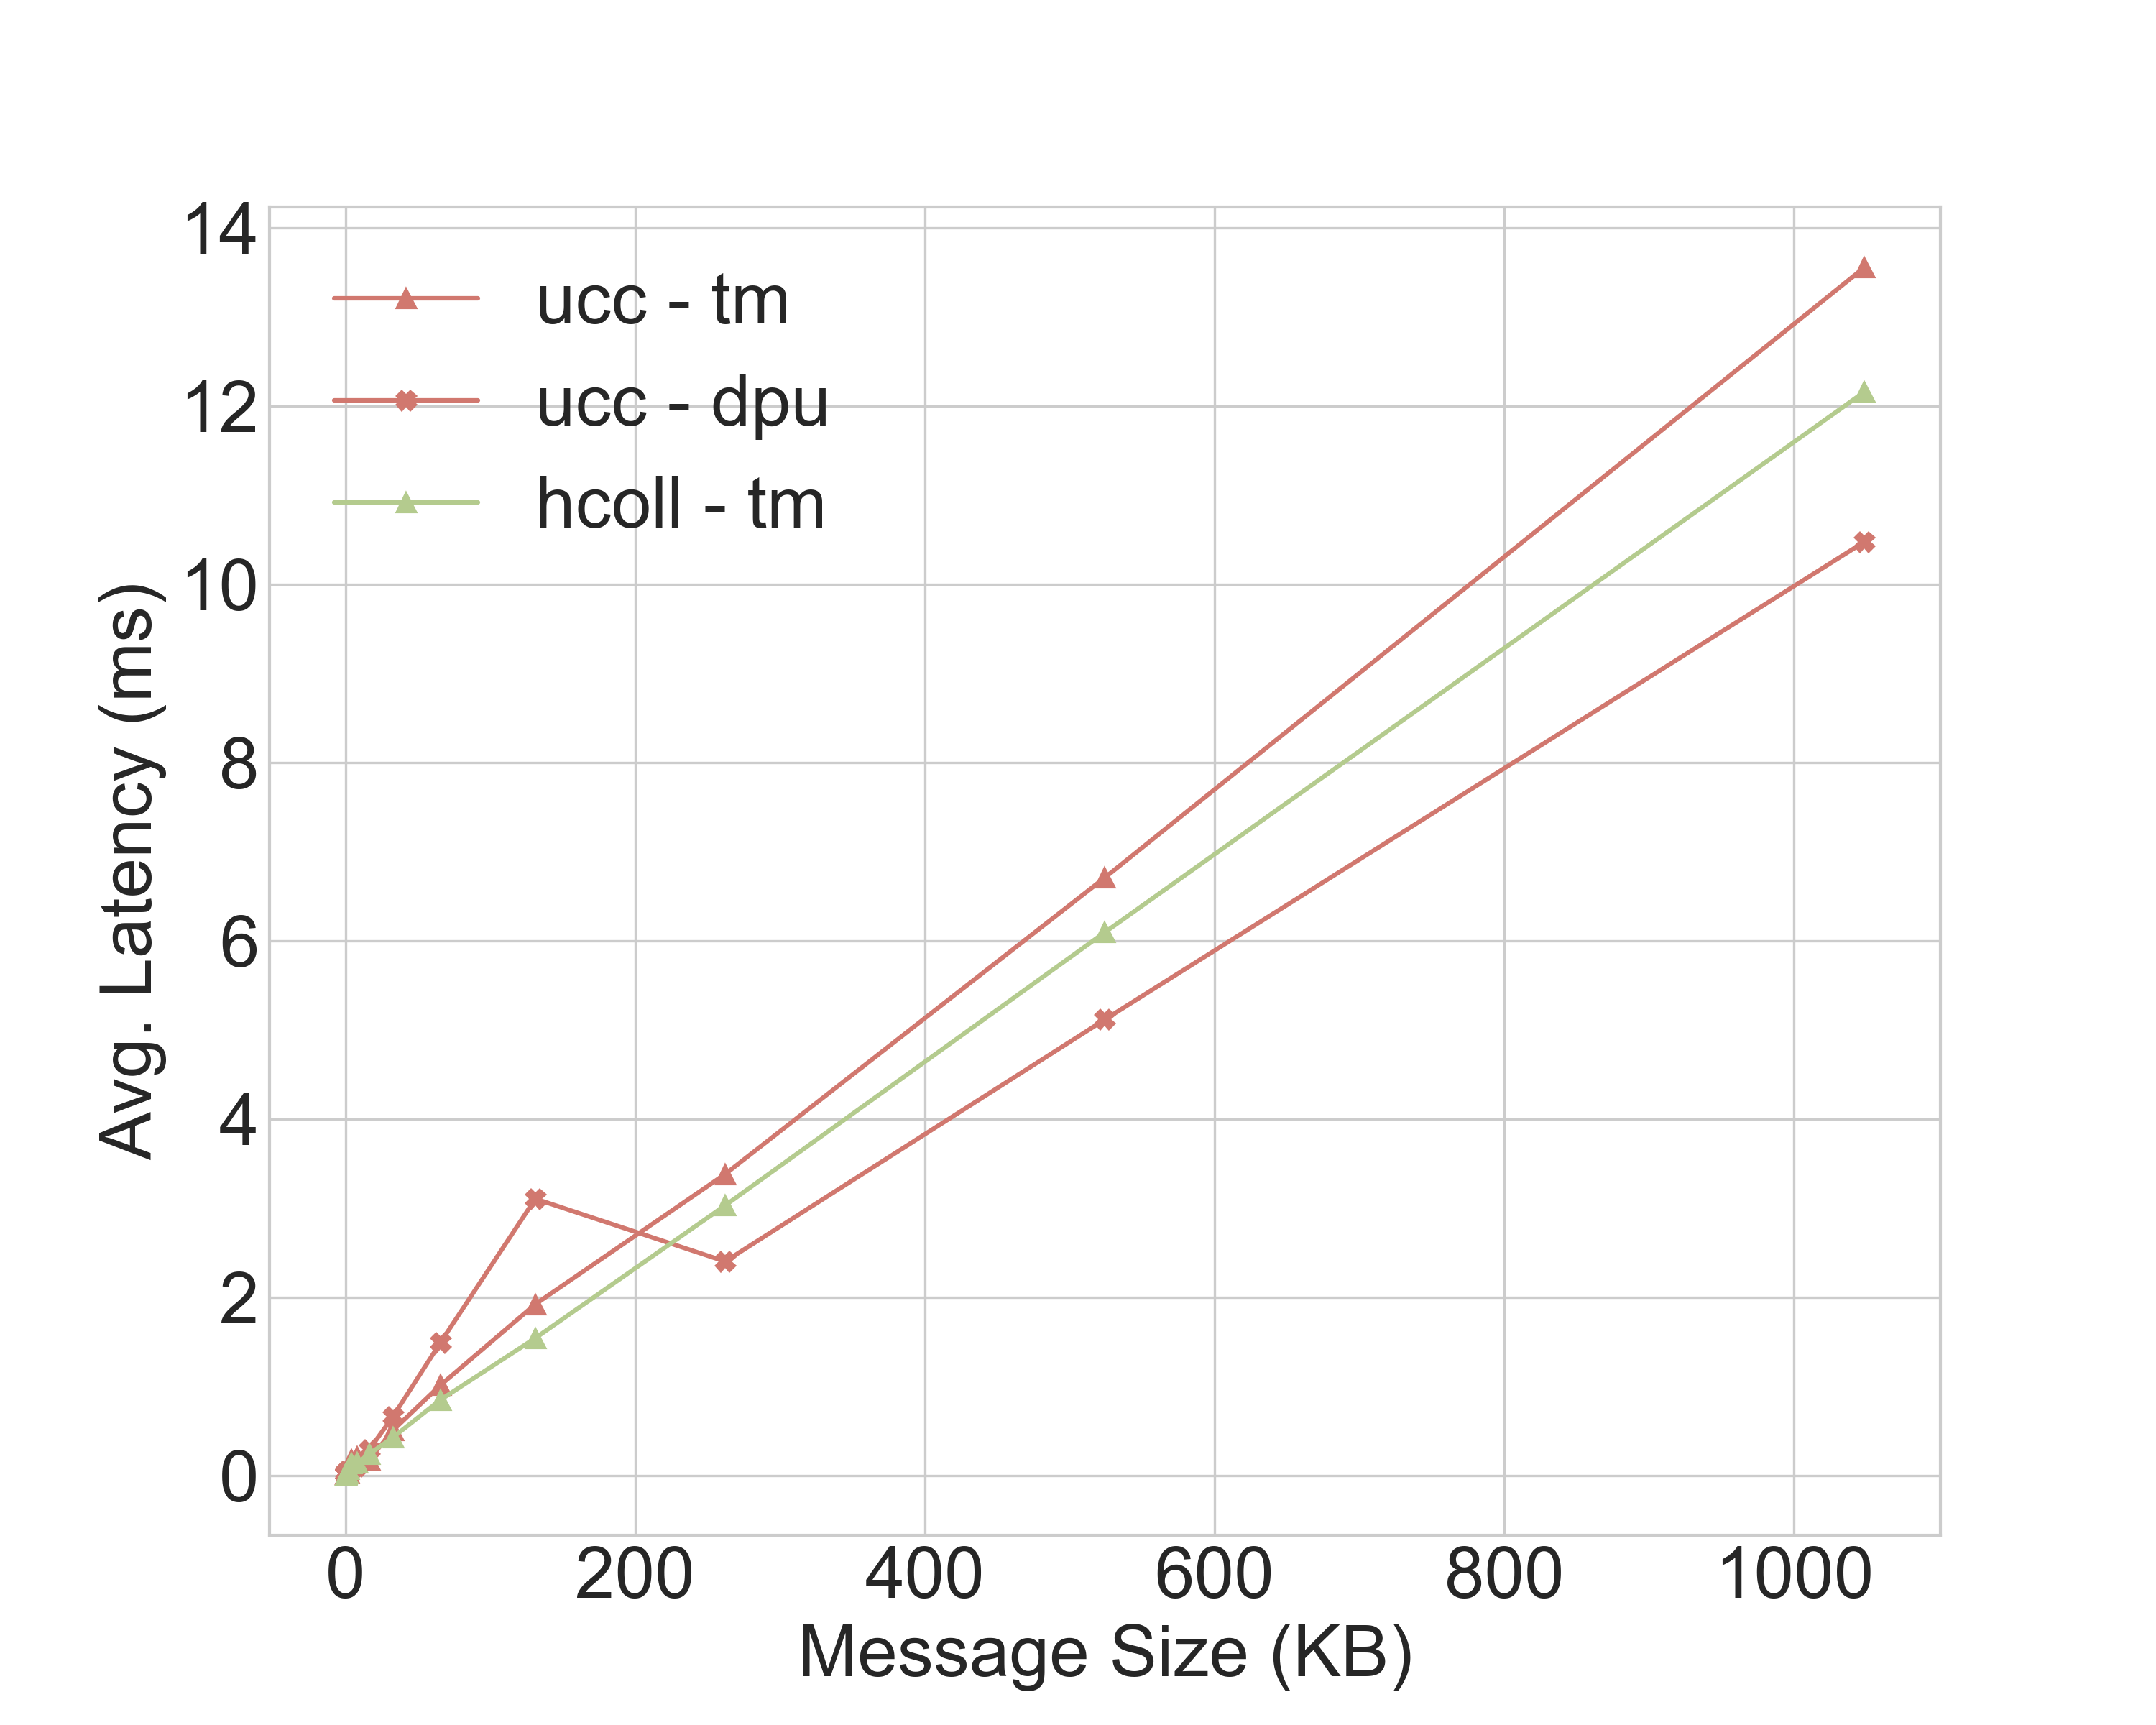 14
12
10
8
6
4
2
0
Avg. Latency (ms)
ucc - tm
ucc - dpu
hcoll - tm
0 200 400 600 800 1000
Message Size (KB)